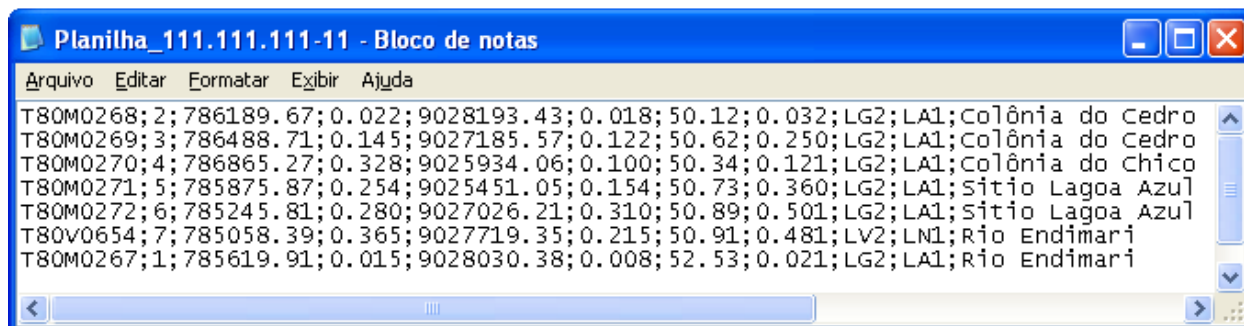 Planilha_111.111.111-11 - Bloco de notas
Arquivo Editar Formatar Exibir Ajuda
T80M0268;2;786189.67;0.022;9028193.43;0.018;50.12;0.032;LG2;LA1;Colônia do Cedro
T80M0269;3;786488.71;0.145;9027185.57;0.122;50.62;0.250;LG2;LA1;Colônia do Cedro
T80M0270;4;786865.27;0.328;9025934.06;0.100;50.34;0.121;LG2;LA1;Colônia do Chico
T80M0271;5;785875.87;0.254;9025451.05;0.154;50.73;0.360;LG2;LA1;Sitio Lagoa Azul
T80M0272;6;785245.81;0.280;9027026.21;0.310;50.89;0.501;LG2;LA1;Sitio Lagoa Azul
T80V0654;7;785058.39;0.365;9027719.35;0.215;50.91;0.481;LV2;LN1;Rio Endimari
T80M0267;1;785619.91;0.015;9028030.38;0.008;52.53;0.021;LG2;LA1;Rio Endimari